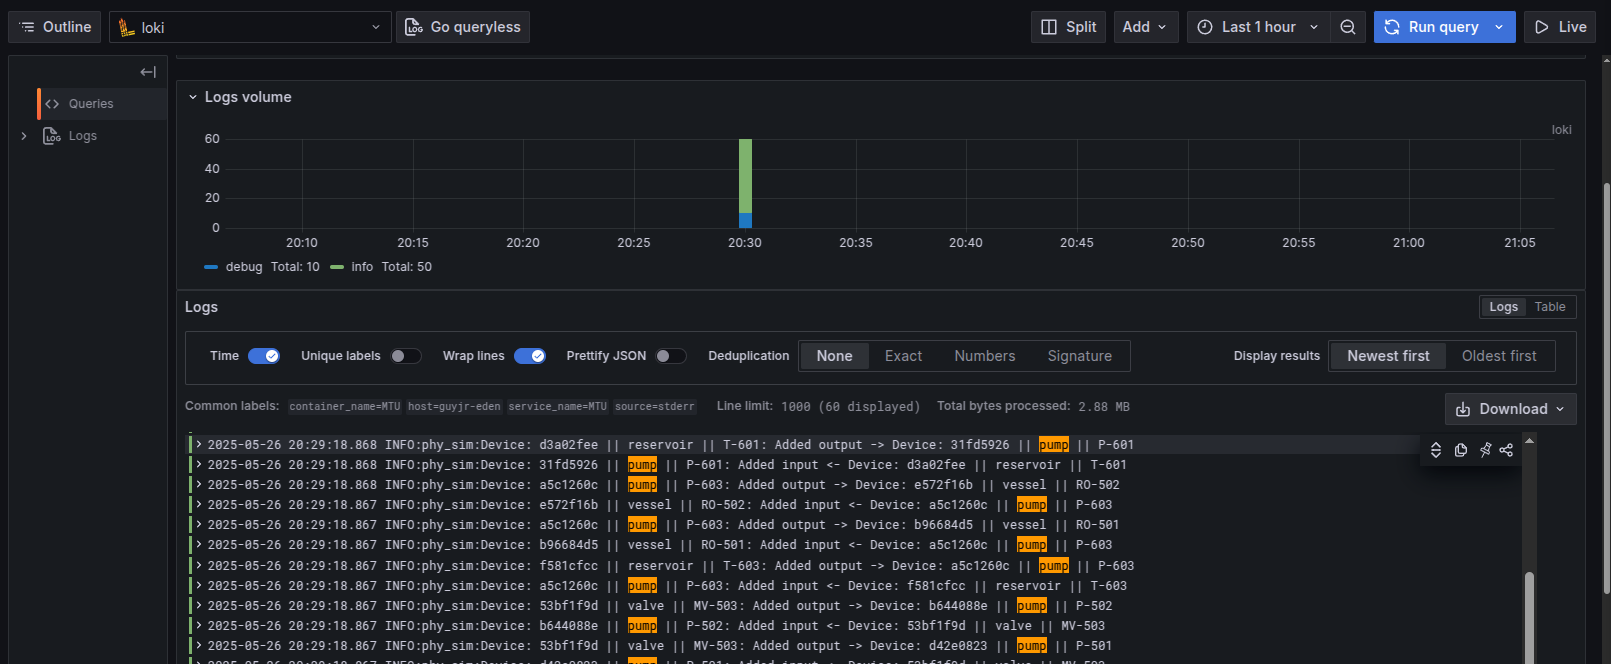 Outline loki Go queryless Split Add Last 1 hour Run query Live
Queries
Logs
Logs volume
loki
60
40
20
0
20:10 20:15 20:20 20:25 20:30 20:35 20:40 20:45 20:50 20:55 21:00 21:05
debug Total: 10 info Total: 50
Logs Logs Table
Time Unique labels Wrap lines Prettify JSON Deduplication None Exact Numbers Signature Display results Newest first Oldest first
Common labels: container_name=MTU host=guyjr-eden service_name=MTU source=stderr Line limit: 1000 (60 displayed) Total bytes processed: 2.88 MB Download
2025-05-26 20:29:18.868 INFO:phy_sim:Device: d3a02fee || reservoir || T-601: Added output -> Device: 31fd5926 || pump || P-601
2025-05-26 20:29:18.868 INFO:phy_sim:Device: 31fd5926 || pump || P-601: Added input <- Device: d3a02fee || reservoir || T-601
2025-05-26 20:29:18.868 INFO:phy_sim:Device: a5c1260c || pump || P-603: Added output -> Device: e572f16b || vessel || RO-502
2025-05-26 20:29:18.867 INFO:phy_sim:Device: e572f16b || vessel || RO-502: Added input <- Device: a5c1260c || pump || P-603
2025-05-26 20:29:18.867 INFO:phy_sim:Device: a5c1260c || pump || P-603: Added output -> Device: b96684d5 || vessel || RO-501
2025-05-26 20:29:18.867 INFO:phy_sim:Device: b96684d5 || vessel || RO-501: Added input <- Device: a5c1260c || pump || P-603
2025-05-26 20:29:18.867 INFO:phy_sim:Device: f581cfcc || reservoir || T-603: Added output -> Device: a5c1260c || pump || P-603
2025-05-26 20:29:18.867 INFO:phy_sim:Device: a5c1260c || pump || P-603: Added input <- Device: f581cfcc || reservoir || T-603
2025-05-26 20:29:18.867 INFO:phy_sim:Device: 53bf1f9d || valve || MV-503: Added output -> Device: b644088e || pump || P-502
2025-05-26 20:29:18.867 INFO:phy_sim:Device: b644088e || pump || P-502: Added input <- Device: 53bf1f9d || valve || MV-503
2025-05-26 20:29:18.867 INFO:phy_sim:Device: 53bf1f9d || valve || MV-503: Added output -> Device: d42e0823 || pump || P-501